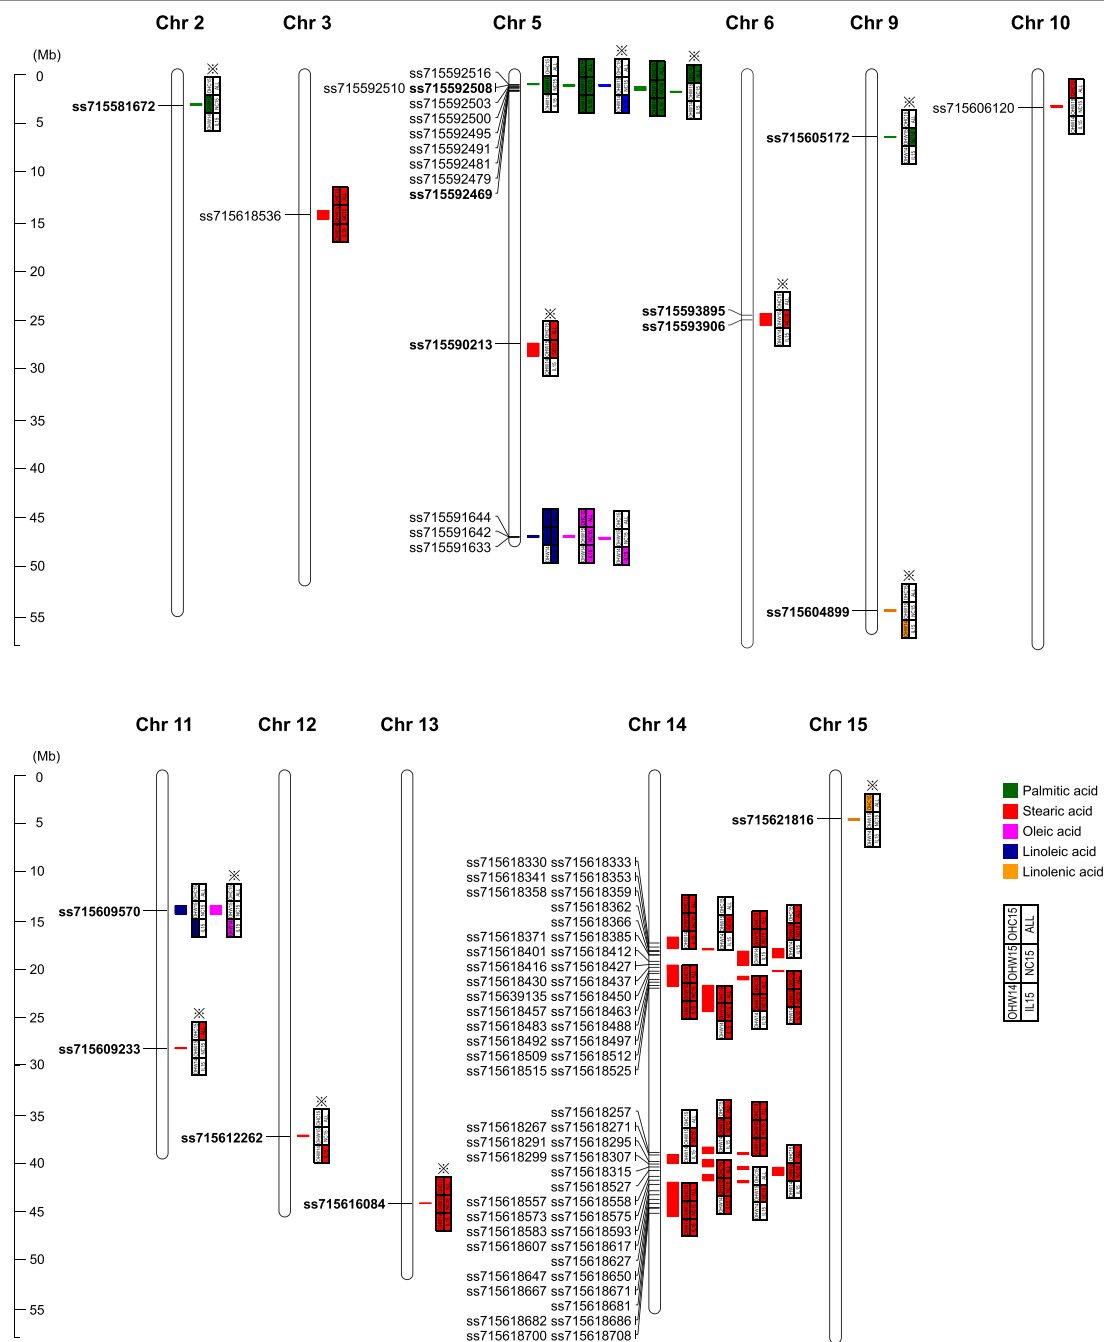 Chr 2 Chr 3 Chr 5 Chr 6 Chr 9 Chr 10
(Mb)
0
5
10
15
20
25
30
35
40
45
50
55
ss715581672
ss715618536
ss715592516
ss715592510 ss715592508
ss715592503
ss715592500
ss715592495
ss715592491
ss715592481
ss715592479
ss715592469
ss715590213
ss715591644
ss715591642
ss715591633
ss715593895
ss715593906
ss715605172
ss715604899
ss715606120
※
※
※
※
※
※
※
Chr 11 Chr 12 Chr 13 Chr 14 Chr 15
(Mb)
0
5
10
15
20
25
30
35
40
45
50
55
ss715609570
ss715609233
ss715612262
ss715616084
※
※
※
※
※
ss715618330 ss715618333
ss715618341 ss715618353
ss715618358 ss715618359
ss715618362
ss715618366
ss715618371 ss715618385
ss715618401 ss715618412
ss715618416 ss715618427
ss715618430 ss715618437
ss715639135 ss715618450
ss715618457 ss715618463
ss715618483 ss715618488
ss715618492 ss715618497
ss715618509 ss715618512
ss715618515 ss715618525
ss715618257
ss715618267 ss715618271
ss715618291 ss715618295
ss715618299 ss715618307
ss715618315
ss715618527
ss715618557 ss715618558
ss715618573 ss715618575
ss715618583 ss715618593
ss715618607 ss715618617
ss715618627
ss715618647 ss715618650
ss715618667 ss715618671
ss715618681
ss715618682 ss715618686
ss715618700 ss715618708
ss715621816
Palmitic acid
Stearic acid
Oleic acid
Linoleic acid
Linolenic acid
OHW14 OHW15 OHC15
IL15 NC15 ALL